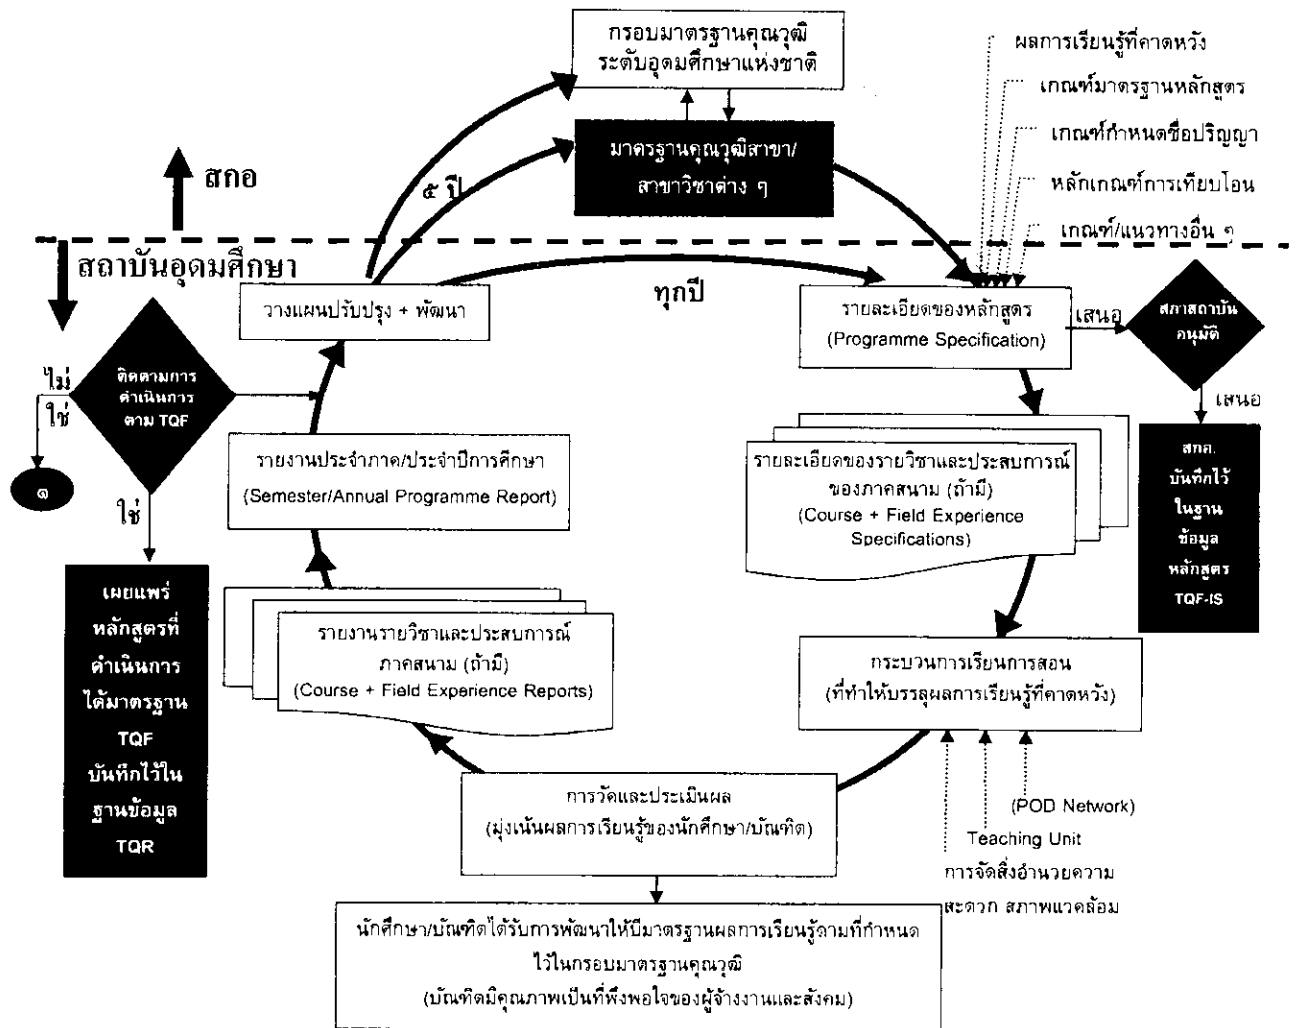 กรอบมาตรฐานคุณวุฒิ
ระดับอุดมศึกษาแห่งชาติ
มาตรฐานคุณวุฒิสาขา/
สาขาวิชาต่าง ๆ
ผลการเรียนรู้ที่คาดหวัง
เกณฑ์มาตรฐานหลักสูตร
เกณฑ์กำหนดชื่อปริญญา
หลักเกณฑ์การเทียบโอน
เกณฑ์/แนวทางอื่น ๆ
สกอ
๕ ปี
สถาบันอุดมศึกษา
วางแผนปรับปรุง + พัฒนา
ทุกปี
รายละเอียดของหลักสูตร
(Programme Specification)
เสนอ
สภาสถาบัน
อนุมัติ
เสนอ
สกอ.
บันทึกไว้
ในฐาน
ข้อมูล
หลักสูตร
TQF-IS
ติดตามการ
ดำเนินการ
ตาม TQF
ไม่
ใช่
๑
ใช่
เผยแพร่
หลักสูตรที่
ดำเนินการ
ได้มาตรฐาน
TQF
บันทึกไว้ใน
ฐานข้อมูล
TQR
รายงานประจำภาค/ประจำปีการศึกษา
(Semester/Annual Programme Report)
รายละเอียดของรายวิชาและประสบการณ์
ของภาคสนาม (ถ้ามี)
(Course + Field Experience
Specifications)
รายงานรายวิชาและประสบการณ์
ภาคสนาม (ถ้ามี)
(Course + Field Experience Reports)
กระบวนการเรียนการสอน
(ที่ทำให้บรรลุผลการเรียนรู้ที่คาดหวัง)
(POD Network)
Teaching Unit
การจัดสิ่งอำนวยความ
สะดวก สภาพแวดล้อม
การวัดและประเมินผล
(มุ่งเน้นผลการเรียนรู้ของนักศึกษา/บัณฑิต)
นักศึกษา/บัณฑิตได้รับการพัฒนาให้มีมาตรฐานผลการเรียนรู้ตามที่กำหนด
ไว้ในกรอบมาตรฐานคุณวุฒิ
(บัณฑิตมีคุณภาพเป็นที่พึงพอใจของผู้จ้างงานและสังคม)